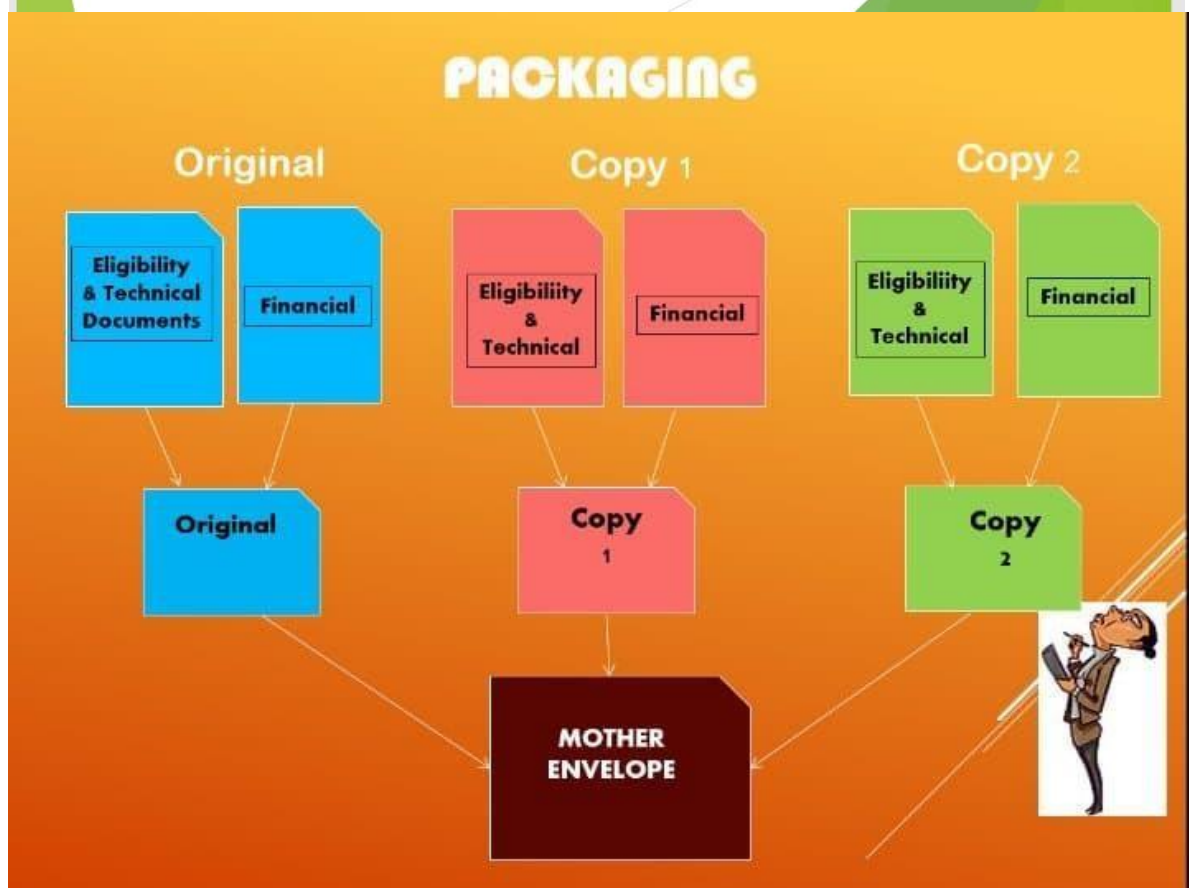 PACKAGING
Original
Copy 1
Copy 2
Eligibility
& Technical
Documents
Financial
Eligibiliity
&
Technical
Financial
Eligibiliity
&
Technical
Financial
Original
Copy
1
Copy
2
MOTHER
ENVELOPE